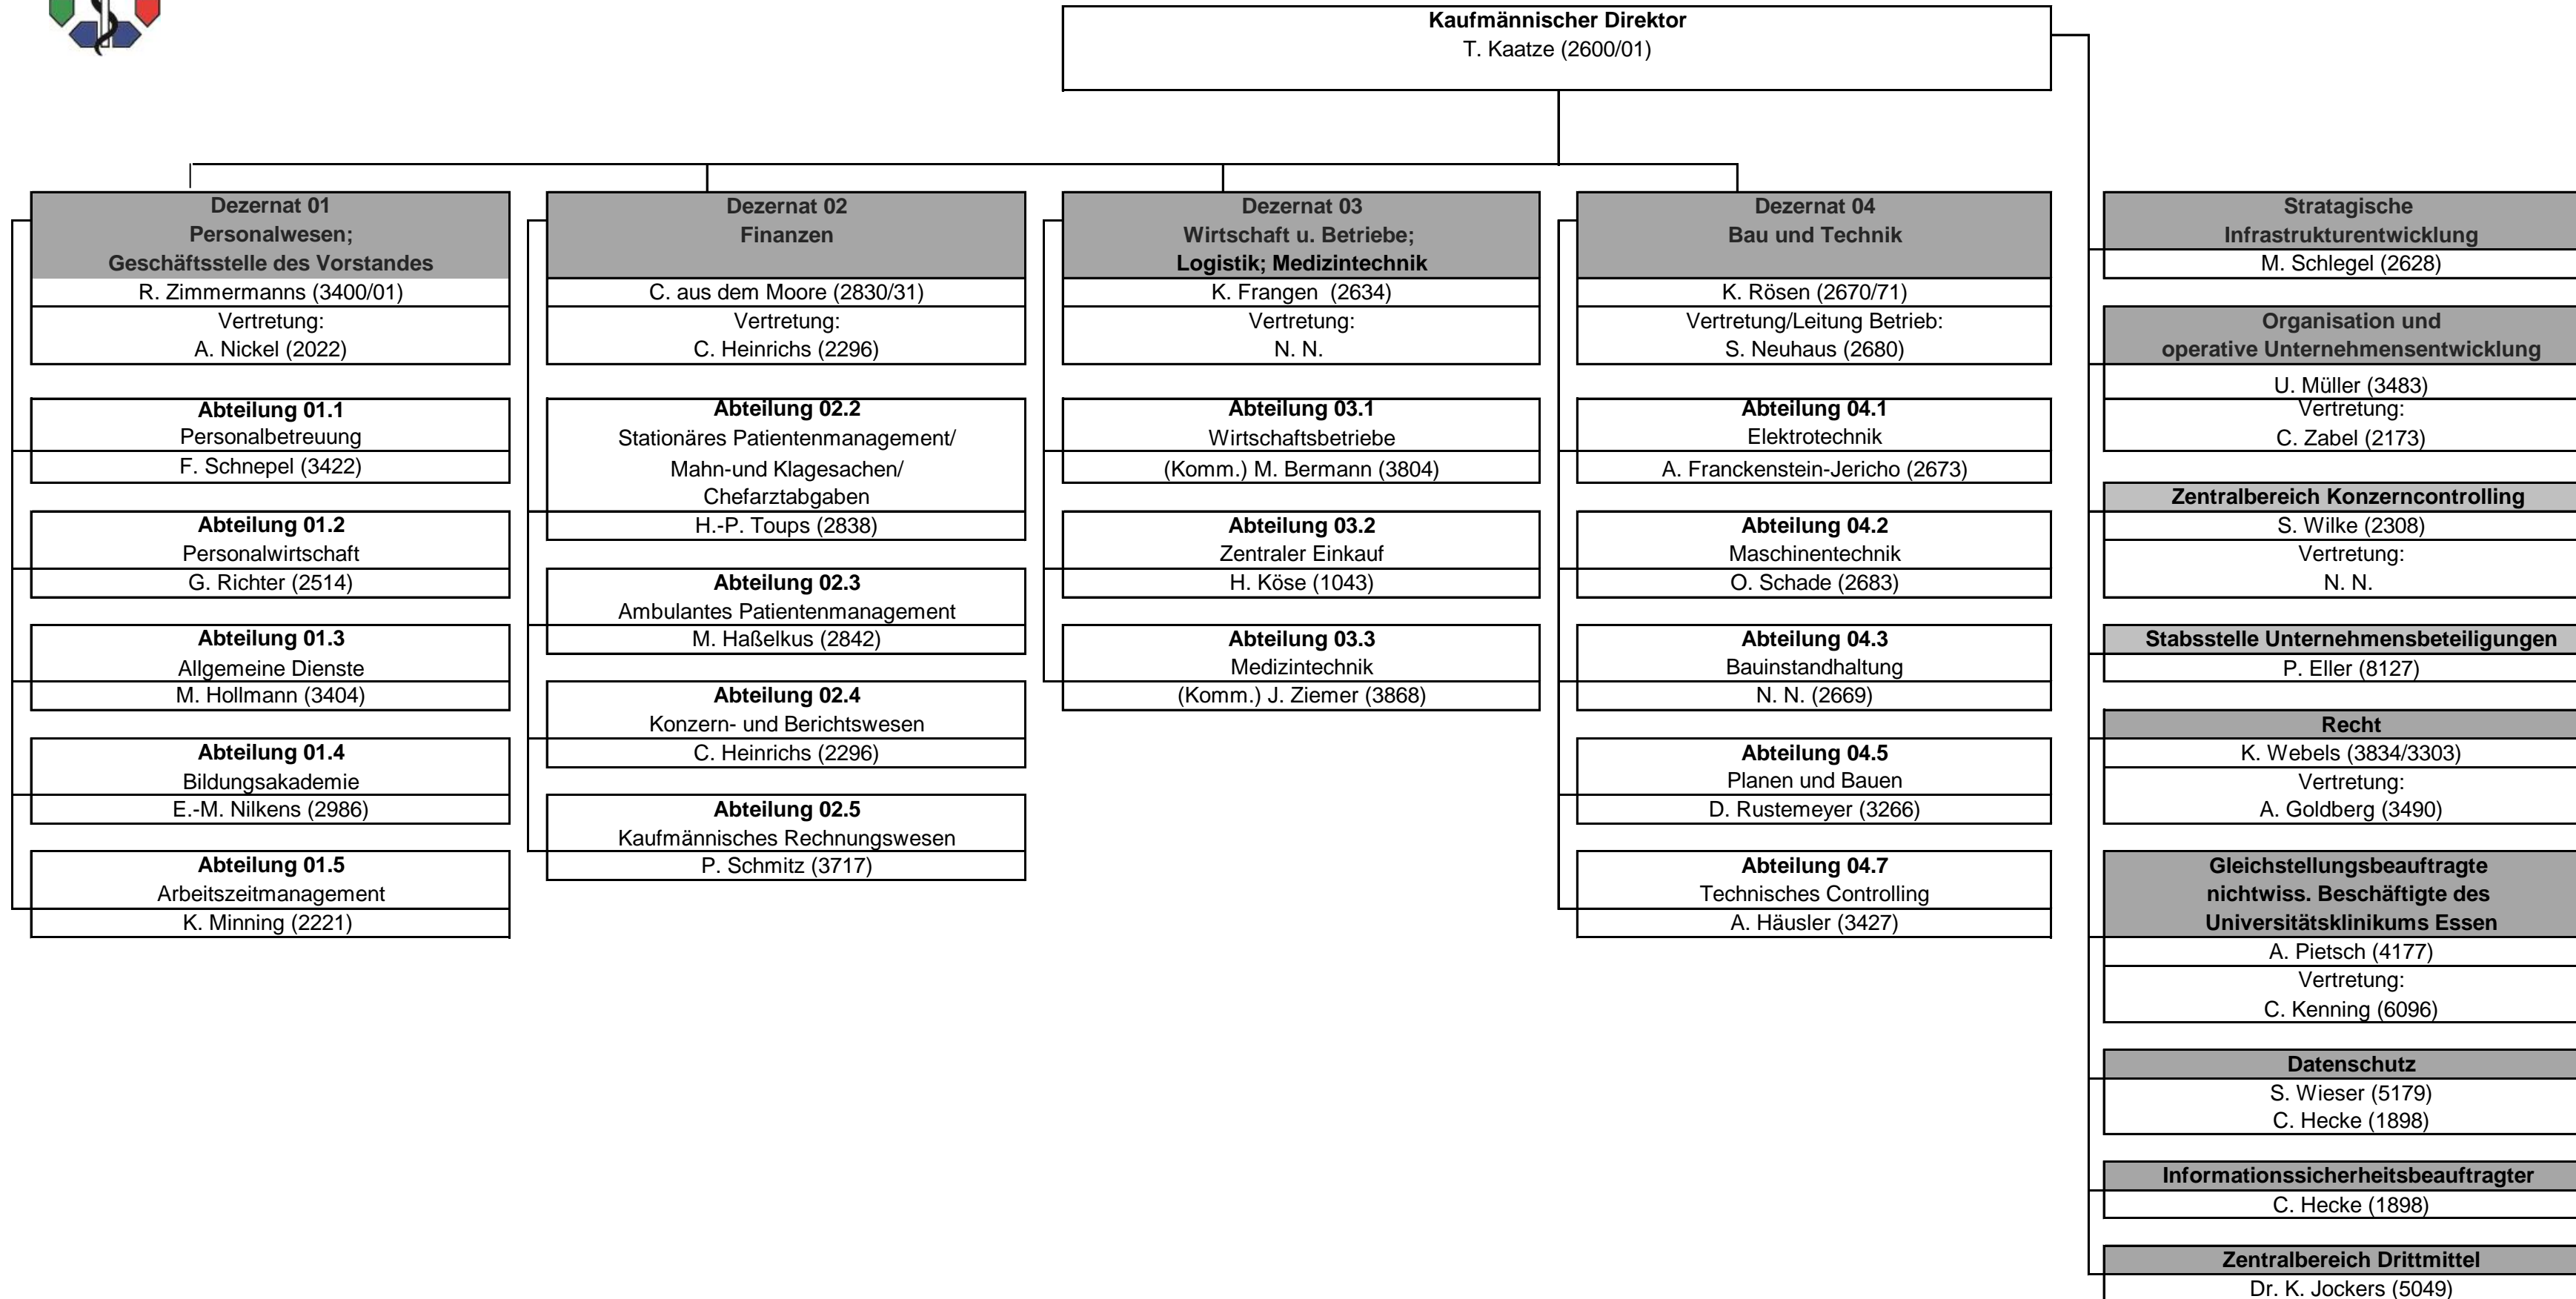 Kaufmännischer Direktor
T. Kaatze (2600/01)
Dezernat 01
Personalwesen;
Geschäftsstelle des Vorstandes
R. Zimmermanns (3400/01)
Vertretung:
A. Nickel (2022)
Abteilung 01.1
Personalbetreuung
F. Schnepel (3422)
Abteilung 01.2
Personalwirtschaft
G. Richter (2514)
Abteilung 01.3
Allgemeine Dienste
M. Hollmann (3404)
Abteilung 01.4
Bildungsakademie
E.-M. Nilkens (2986)
Abteilung 01.5
Arbeitszeitmanagement
K. Minning (2221)
Dezernat 02
Finanzen
C. aus dem Moore (2830/31)
Vertretung:
C. Heinrichs (2296)
Abteilung 02.2
Stationäres Patientenmanagement/
Mahn-und Klagesachen/
Chefarztabgaben
H.-P. Toups (2838)
Abteilung 02.3
Ambulantes Patientenmanagement
M. Haßelkus (2842)
Abteilung 02.4
Konzern- und Berichtswesen
C. Heinrichs (2296)
Abteilung 02.5
Kaufmännisches Rechnungswesen
P. Schmitz (3717)
Dezernat 03
Wirtschaft u. Betriebe;
Logistik; Medizintechnik
K. Frangen (2634)
Vertretung:
N. N.
Abteilung 03.1
Wirtschaftsbetriebe
(Komm.) M. Bermann (3804)
Abteilung 03.2
Zentraler Einkauf
H. Köse (1043)
Abteilung 03.3
Medizintechnik
(Komm.) J. Ziemer (3868)
Dezernat 04
Bau und Technik
K. Rösen (2670/71)
Vertretung/Leitung Betrieb:
S. Neuhaus (2680)
Abteilung 04.1
Elektrotechnik
A. Franckenstein-Jericho (2673)
Abteilung 04.2
Maschinentechnik
O. Schade (2683)
Abteilung 04.3
Bauinstandhaltung
N. N. (2669)
Abteilung 04.5
Planen und Bauen
D. Rustemeyer (3266)
Abteilung 04.7
Technisches Controlling
A. Häusler (3427)
Stratagische
Infrastrukturentwicklung
M. Schlegel (2628)
Organisation und
operative Unternehmensentwicklung
U. Müller (3483)
Vertretung:
C. Zabel (2173)
Zentralbereich Konzerncontrolling
S. Wilke (2308)
Vertretung:
N. N.
Stabsstelle Unternehmensbeteiligungen
P. Eller (8127)
Recht
K. Webels (3834/3303)
Vertretung:
A. Goldberg (3490)
Gleichstellungsbeauftragte
nichtwiss. Beschäftigte des
Universitätsklinikums Essen
A. Pietsch (4177)
Vertretung:
C. Kenning (6096)
Datenschutz
S. Wieser (5179)
C. Hecke (1898)
Informationssicherheitsbeauftragter
C. Hecke (1898)
Zentralbereich Drittmittel
Dr. K. Jockers (5049)